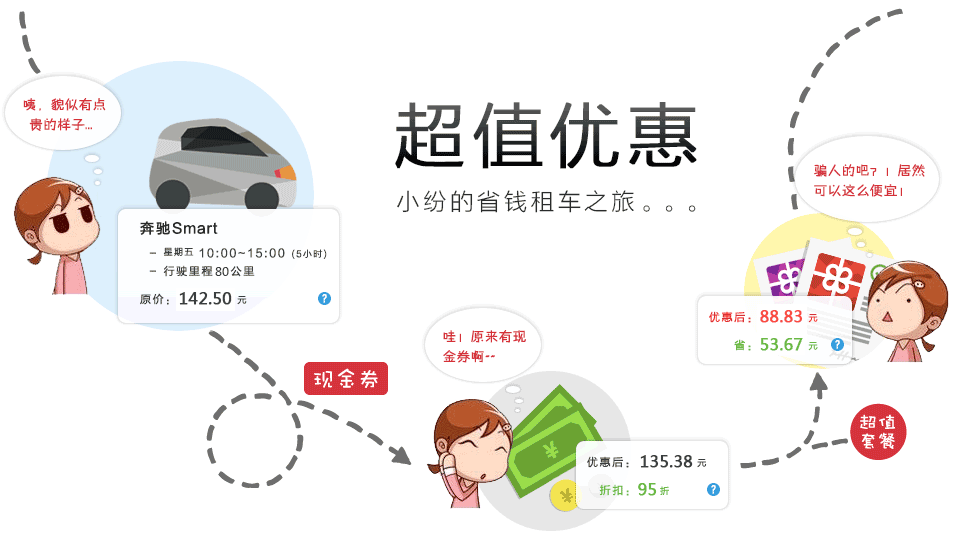 超值优惠
小纷的省钱租车之旅。。。
咦，貌似有点
贵的样子...
奔驰Smart
– 星期五 10:00~15:00 (5小时)
– 行驶里程80公里
原价：142.50 元 ?
现金券
哇！原来有现
金券啊~~
优惠后：135.38 元
折扣：95折 ?
超值
套餐
骗人的吧？！居然
可以这么便宜！
优惠后：88.83 元
省：53.67 元 ?